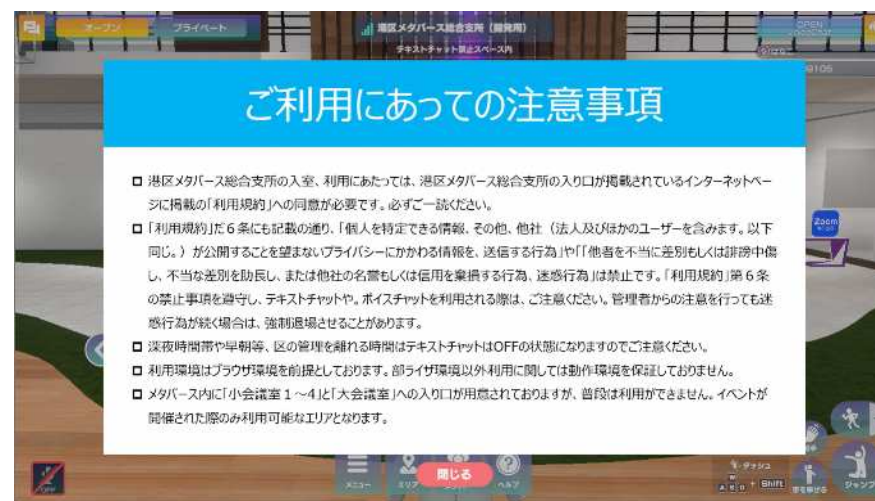 オープン
プライベート
港区メタバース総合支所（開発用）
テキストチャット禁止スペース内
OPEN
ご利用にあっての注意事項
港区メタバース総合支所の入室、利用にあたっては、港区メタバース総合支所の入り口が掲載されているインターネットペー
ジに掲載の「利用規約」への同意が必要です。必ずご一読ください。
「利用規約」だ６条にも記載の通り、「個人を特定できる情報、その他、他社（法人及びほかのユーザーを含みます。以下
同じ。）が公開することを望まないプライバシーにかかわる情報を、送信する行為」や「「他者を不当に差別もしくは誹謗中傷
し、不当な差別を助長し、または他社の名誉もしくは信用を棄損する行為、迷惑行為」は禁止です。「利用規約」第６条
の禁止事項を遵守し、テキストチャットや。ボイスチャットを利用される際は、ご注意ください。管理者からの注意を行っても迷
惑行為が続く場合は、強制退場させることがあります。
深夜時間帯や早朝等、区の管理を離れる時間はテキストチャットはOFFの状態になりますのでご注意ください。
利用環境はブラウザ環境を前提としております。部ライザ環境以外利用に関しては動作環境を保証しておりません。
メタバース内に「小会議室１～４」と「大会議室」への入り口が用意されておりますが、普段は利用ができません。イベントが
開催された際のみ利用可能なエリアとなります。
Zoom
閉じる
メニュー
エリア
ヘルプ
ダッシュ
W
A S D + Shift
手を挙げる
ジャンプ